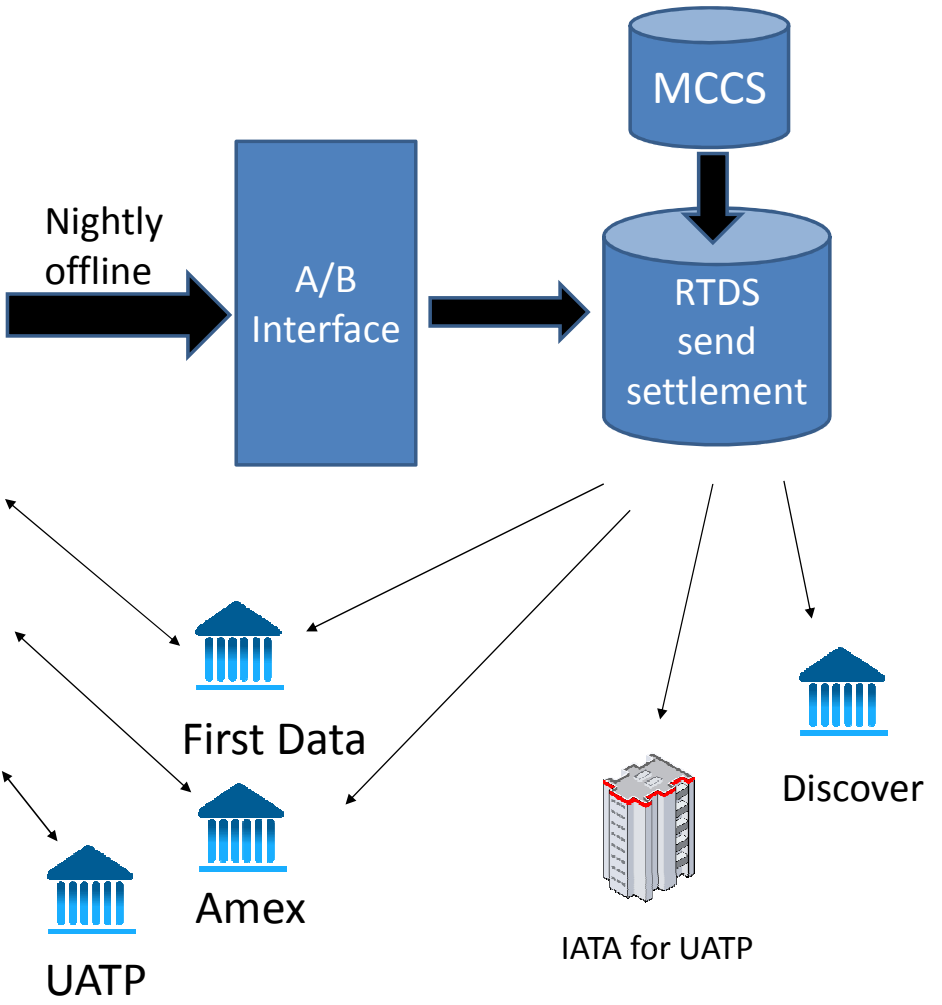 MCCS
Nightly
offline
A/B
Interface
RTDS
send
settlement
First Data
Discover
Amex
IATA for UATP
UATP